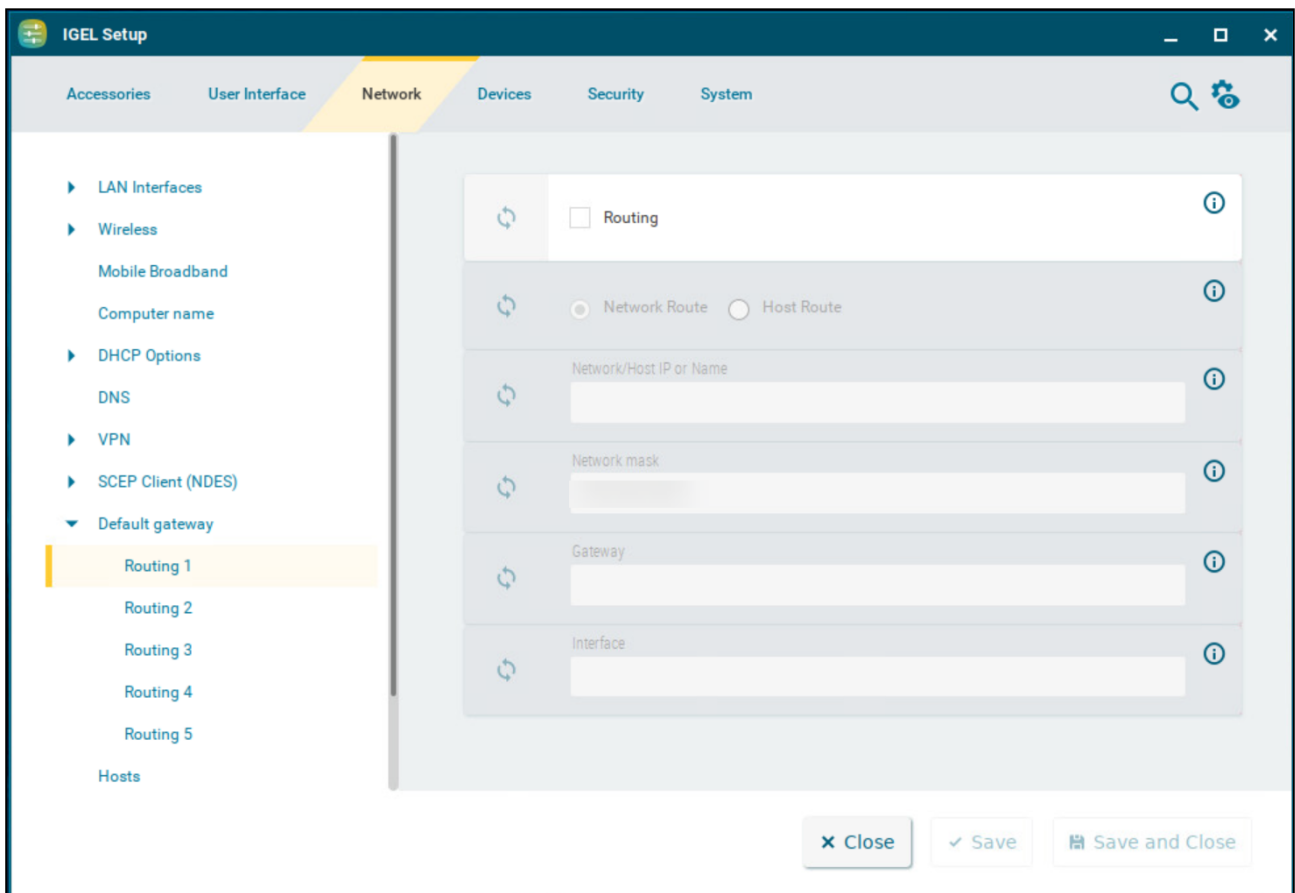 IGEL Setup
Accessories User Interface Network Devices Security System
LAN Interfaces
Wireless
Mobile Broadband
Computer name
DHCP Options
DNS
VPN
SCEP Client (NDES)
Default gateway
Routing 1
Routing 2
Routing 3
Routing 4
Routing 5
Hosts
Routing
Network Route Host Route
Network/Host IP or Name
Network mask
Gateway
Interface
Close Save Save and Close